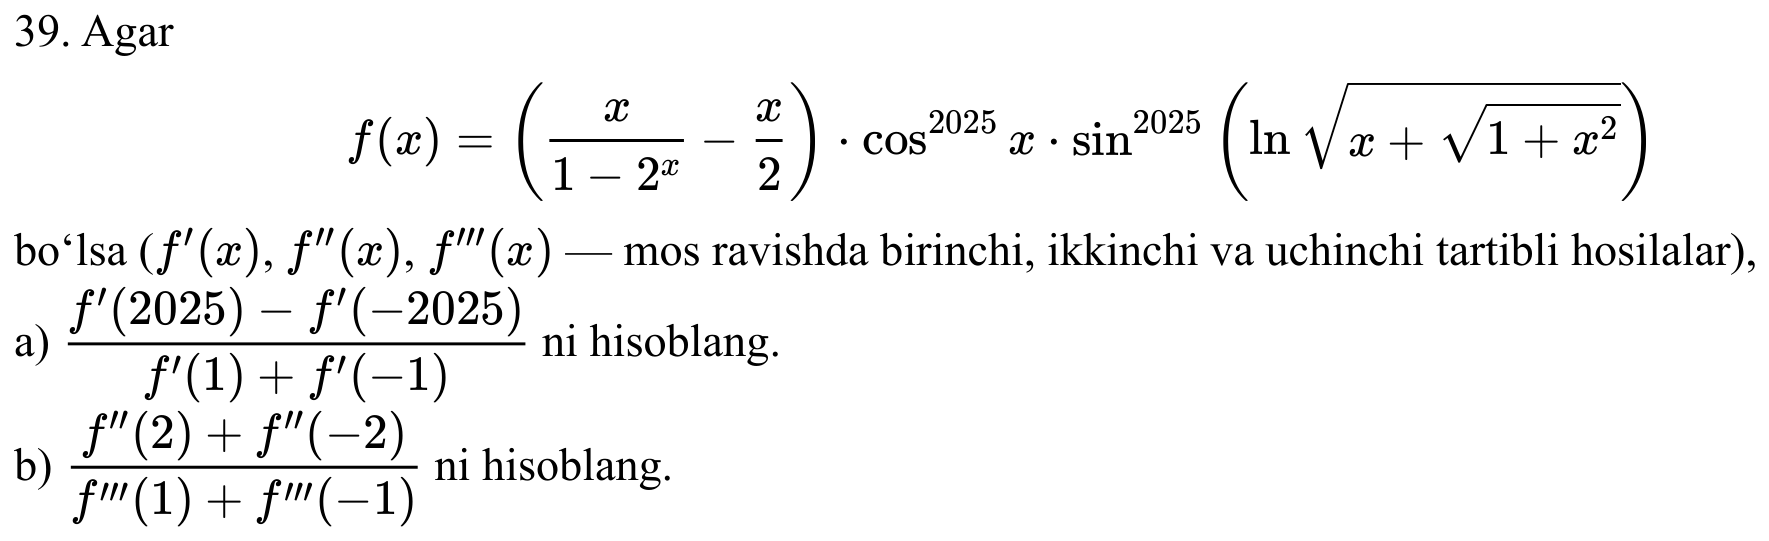 39. Agar
f(x) = (x/(1 − 2^x) − x/2) · cos^2025 x · sin^2025 (ln √(x + √(1 + x^2)))
bo‘lsa (f′(x), f″(x), f‴(x) — mos ravishda birinchi, ikkinchi va uchinchi tartibli hosilalar),
a) (f′(2025) − f′(−2025))/(f′(1) + f′(−1)) ni hisoblang.
b) (f″(2) + f″(−2))/(f‴(1) + f‴(−1)) ni hisoblang.